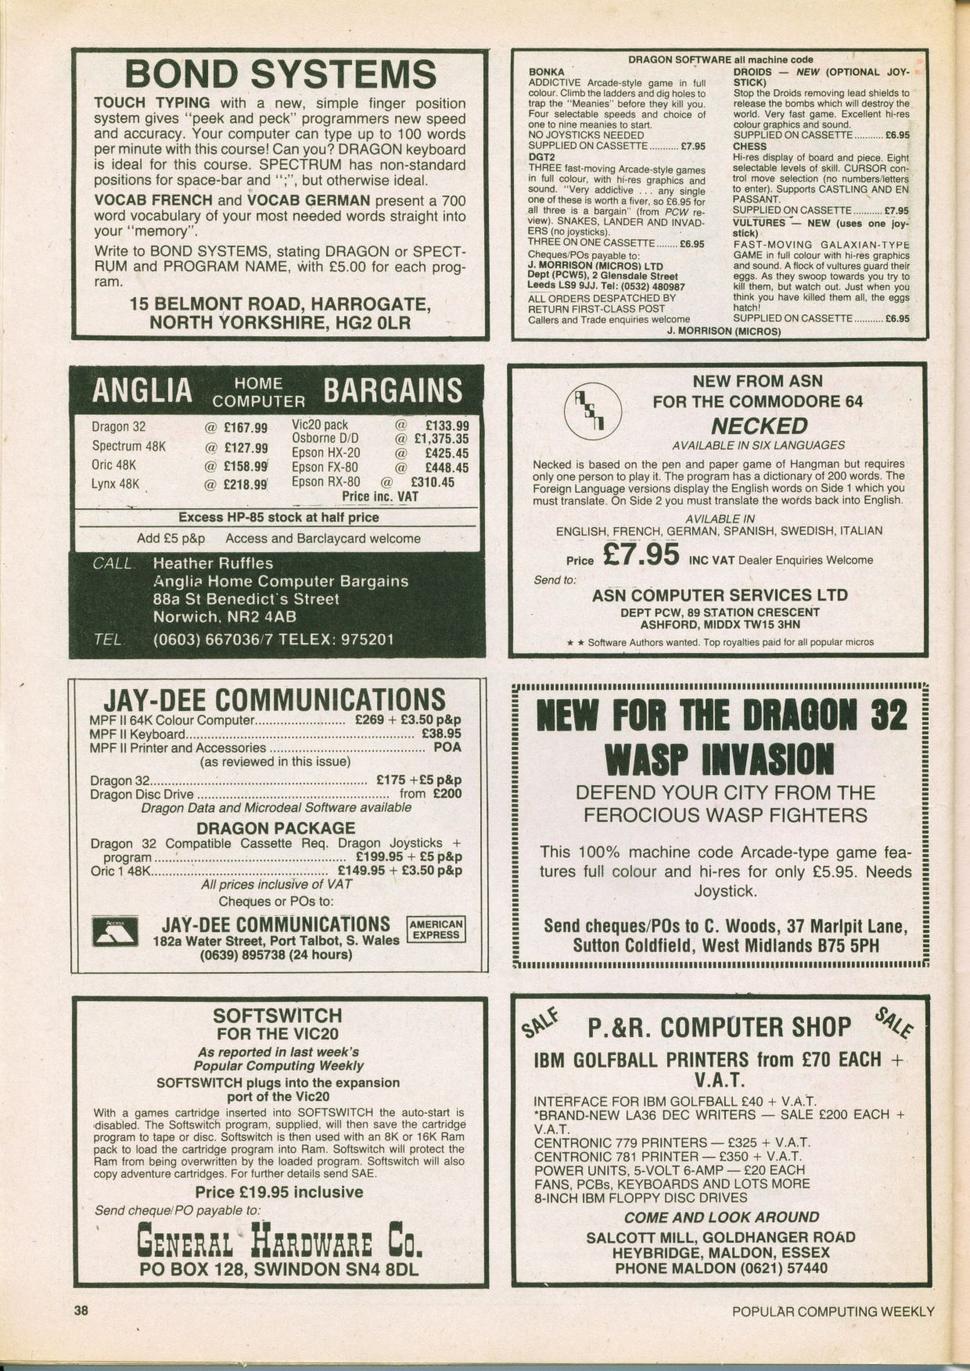 BOND SYSTEMS
TOUCH TYPING with a new, simple finger position
system gives "peek and peck" programmers new speed
and accuracy. Your computer can type up to 100 words
per minute with this course! Can you? DRAGON keyboard
is ideal for this course. SPECTRUM has non-standard
positions for space-bar and ";", but otherwise ideal.
VOCAB FRENCH and VOCAB GERMAN present a 700
word vocabulary of your most needed words straight into
your "memory".
Write to BOND SYSTEMS, stating DRAGON or SPECT-
RUM and PROGRAM NAME, with £5.00 for each prog-
ram.
15 BELMONT ROAD, HARROGATE,
NORTH YORKSHIRE, HG2 0LR
DRAGON SOFTWARE all machine code
BONKA
ADDICTIVE Arcade-style game in full
colour. Climb the ladders and dig holes to
trap the "Meanies" before they kill you.
Four selectable speeds and choice of
one to nine meanies to start.
NO JOYSTICKS NEEDED
SUPPLIED ON CASSETTE........... £7.95
DGT2
THREE fast-moving Arcade-style games
in full colour, with hi-res graphics and
sound. "Very addictive ... any single
one of these is worth a fiver, so £6.95 for
all three is a bargain" (from PCW re-
view). SNAKES, LANDER AND INVAD-
ERS (no joysticks).
THREE ON ONE CASSETTE........ £6.95
Cheques/POs payable to:
J. MORRISON (MICROS) LTD
Dept (PCW5), 2 Glensdale Street
Leeds LS9 9JJ. Tel: (0532) 480987
ALL ORDERS DESPATCHED BY
RETURN FIRST-CLASS POST
Callers and Trade enquiries welcome
DROIDS — NEW (OPTIONAL JOY-
STICK)
Stop the Droids removing lead shields to
release the bombs which will destroy the
world. Very fast game. Excellent hi-res
colour graphics and sound.
SUPPLIED ON CASSETTE........... £6.95
CHESS
Hi-res display of board and piece. Eight
selectable levels of skill. CURSOR con-
trol move selection (no numbers/letters
to enter). Supports CASTLING AND EN
PASSANT.
SUPPLIED ON CASSETTE........... £7.95
VULTURES — NEW (uses one joy-
stick)
FAST-MOVING GALAXIAN-TYPE
GAME in full colour with hi-res graphics
and sound. A flock of vultures guard their
eggs. As they swoop towards you try to
kill them, but watch out. Just when you
think you have killed them all, the eggs
hatch!
SUPPLIED ON CASSETTE........... £6.95
J. MORRISON (MICROS)
ANGLIA HOME COMPUTER BARGAINS
Dragon 32 @ £167.99
Spectrum 48K @ £127.99
Oric 48K @ £158.99
Lynx 48K @ £218.99
Vic20 pack @ £133.99
Osborne D/D @ £1,375.35
Epson HX-20 @ £425.45
Epson FX-80 @ £448.45
Epson RX-80 @ £310.45
Price inc. VAT
Excess HP-85 stock at half price
Add £5 p&p Access and Barclaycard welcome
CALL Heather Ruffles
Anglia Home Computer Bargains
88a St Benedict's Street
Norwich, NR2 4AB
TEL. (0603) 667036/7 TELEX: 975201
ASN
NEW FROM ASN
FOR THE COMMODORE 64
NECKED
AVAILABLE IN SIX LANGUAGES
Necked is based on the pen and paper game of Hangman but requires
only one person to play it. The program has a dictionary of 200 words. The
Foreign Language versions display the English words on Side 1 which you
must translate. On Side 2 you must translate the words back into English.
AVILABLE IN
ENGLISH, FRENCH, GERMAN, SPANISH, SWEDISH, ITALIAN
Price £7.95 INC VAT Dealer Enquiries Welcome
Send to:
ASN COMPUTER SERVICES LTD
DEPT PCW, 89 STATION CRESCENT
ASHFORD, MIDDX TW15 3HN
★ ★ Software Authors wanted. Top royalties paid for all popular micros
JAY-DEE COMMUNICATIONS
MPF II 64K Colour Computer.......................... £269 + £3.50 p&p
MPF II Keyboard.................................................. £38.95
MPF II Printer and Accessories ........................................ POA
(as reviewed in this issue)
Dragon 32.............................................................. £175 +£5 p&p
Dragon Disc Drive .................................................... from £200
Dragon Data and Microdeal Software available
DRAGON PACKAGE
Dragon 32 Compatible Cassette Req. Dragon Joysticks +
program.................................................. £199.95 + £5 p&p
Oric 1 48K................................................ £149.95 + £3.50 p&p
All prices inclusive of VAT
Cheques or POs to:
Access
JAY-DEE COMMUNICATIONS
182a Water Street, Port Talbot, S. Wales
(0639) 895738 (24 hours)
AMERICAN
EXPRESS
NEW FOR THE DRAGON 32
WASP INVASION
DEFEND YOUR CITY FROM THE
FEROCIOUS WASP FIGHTERS
This 100% machine code Arcade-type game fea-
tures full colour and hi-res for only £5.95. Needs
Joystick.
Send cheques/POs to C. Woods, 37 Marlpit Lane,
Sutton Coldfield, West Midlands B75 5PH
SOFTSWITCH
FOR THE VIC20
As reported in last week's
Popular Computing Weekly
SOFTSWITCH plugs into the expansion
port of the Vic20
With a games cartridge inserted into SOFTSWITCH the auto-start is
disabled. The Softswitch program, supplied, will then save the cartridge
program to tape or disc. Softswitch is then used with an 8K or 16K Ram
pack to load the cartridge program into Ram. Softswitch will protect the
Ram from being overwritten by the loaded program. Softswitch will also
copy adventure cartridges. For further details send SAE.
Price £19.95 inclusive
Send cheque/PO payable to:
GENERAL HARDWARE CO.
PO BOX 128, SWINDON SN4 8DL
SALE SALE
P.&R. COMPUTER SHOP
IBM GOLFBALL PRINTERS from £70 EACH +
V.A.T.
INTERFACE FOR IBM GOLFBALL £40 + V.A.T.
*BRAND-NEW LA36 DEC WRITERS — SALE £200 EACH +
V.A.T.
CENTRONIC 779 PRINTERS — £325 + V.A.T.
CENTRONIC 781 PRINTER — £350 + V.A.T.
POWER UNITS, 5-VOLT 6-AMP — £20 EACH
FANS, PCBs, KEYBOARDS AND LOTS MORE
8-INCH IBM FLOPPY DISC DRIVES
COME AND LOOK AROUND
SALCOTT MILL, GOLDHANGER ROAD
HEYBRIDGE, MALDON, ESSEX
PHONE MALDON (0621) 57440
38
POPULAR COMPUTING WEEKLY